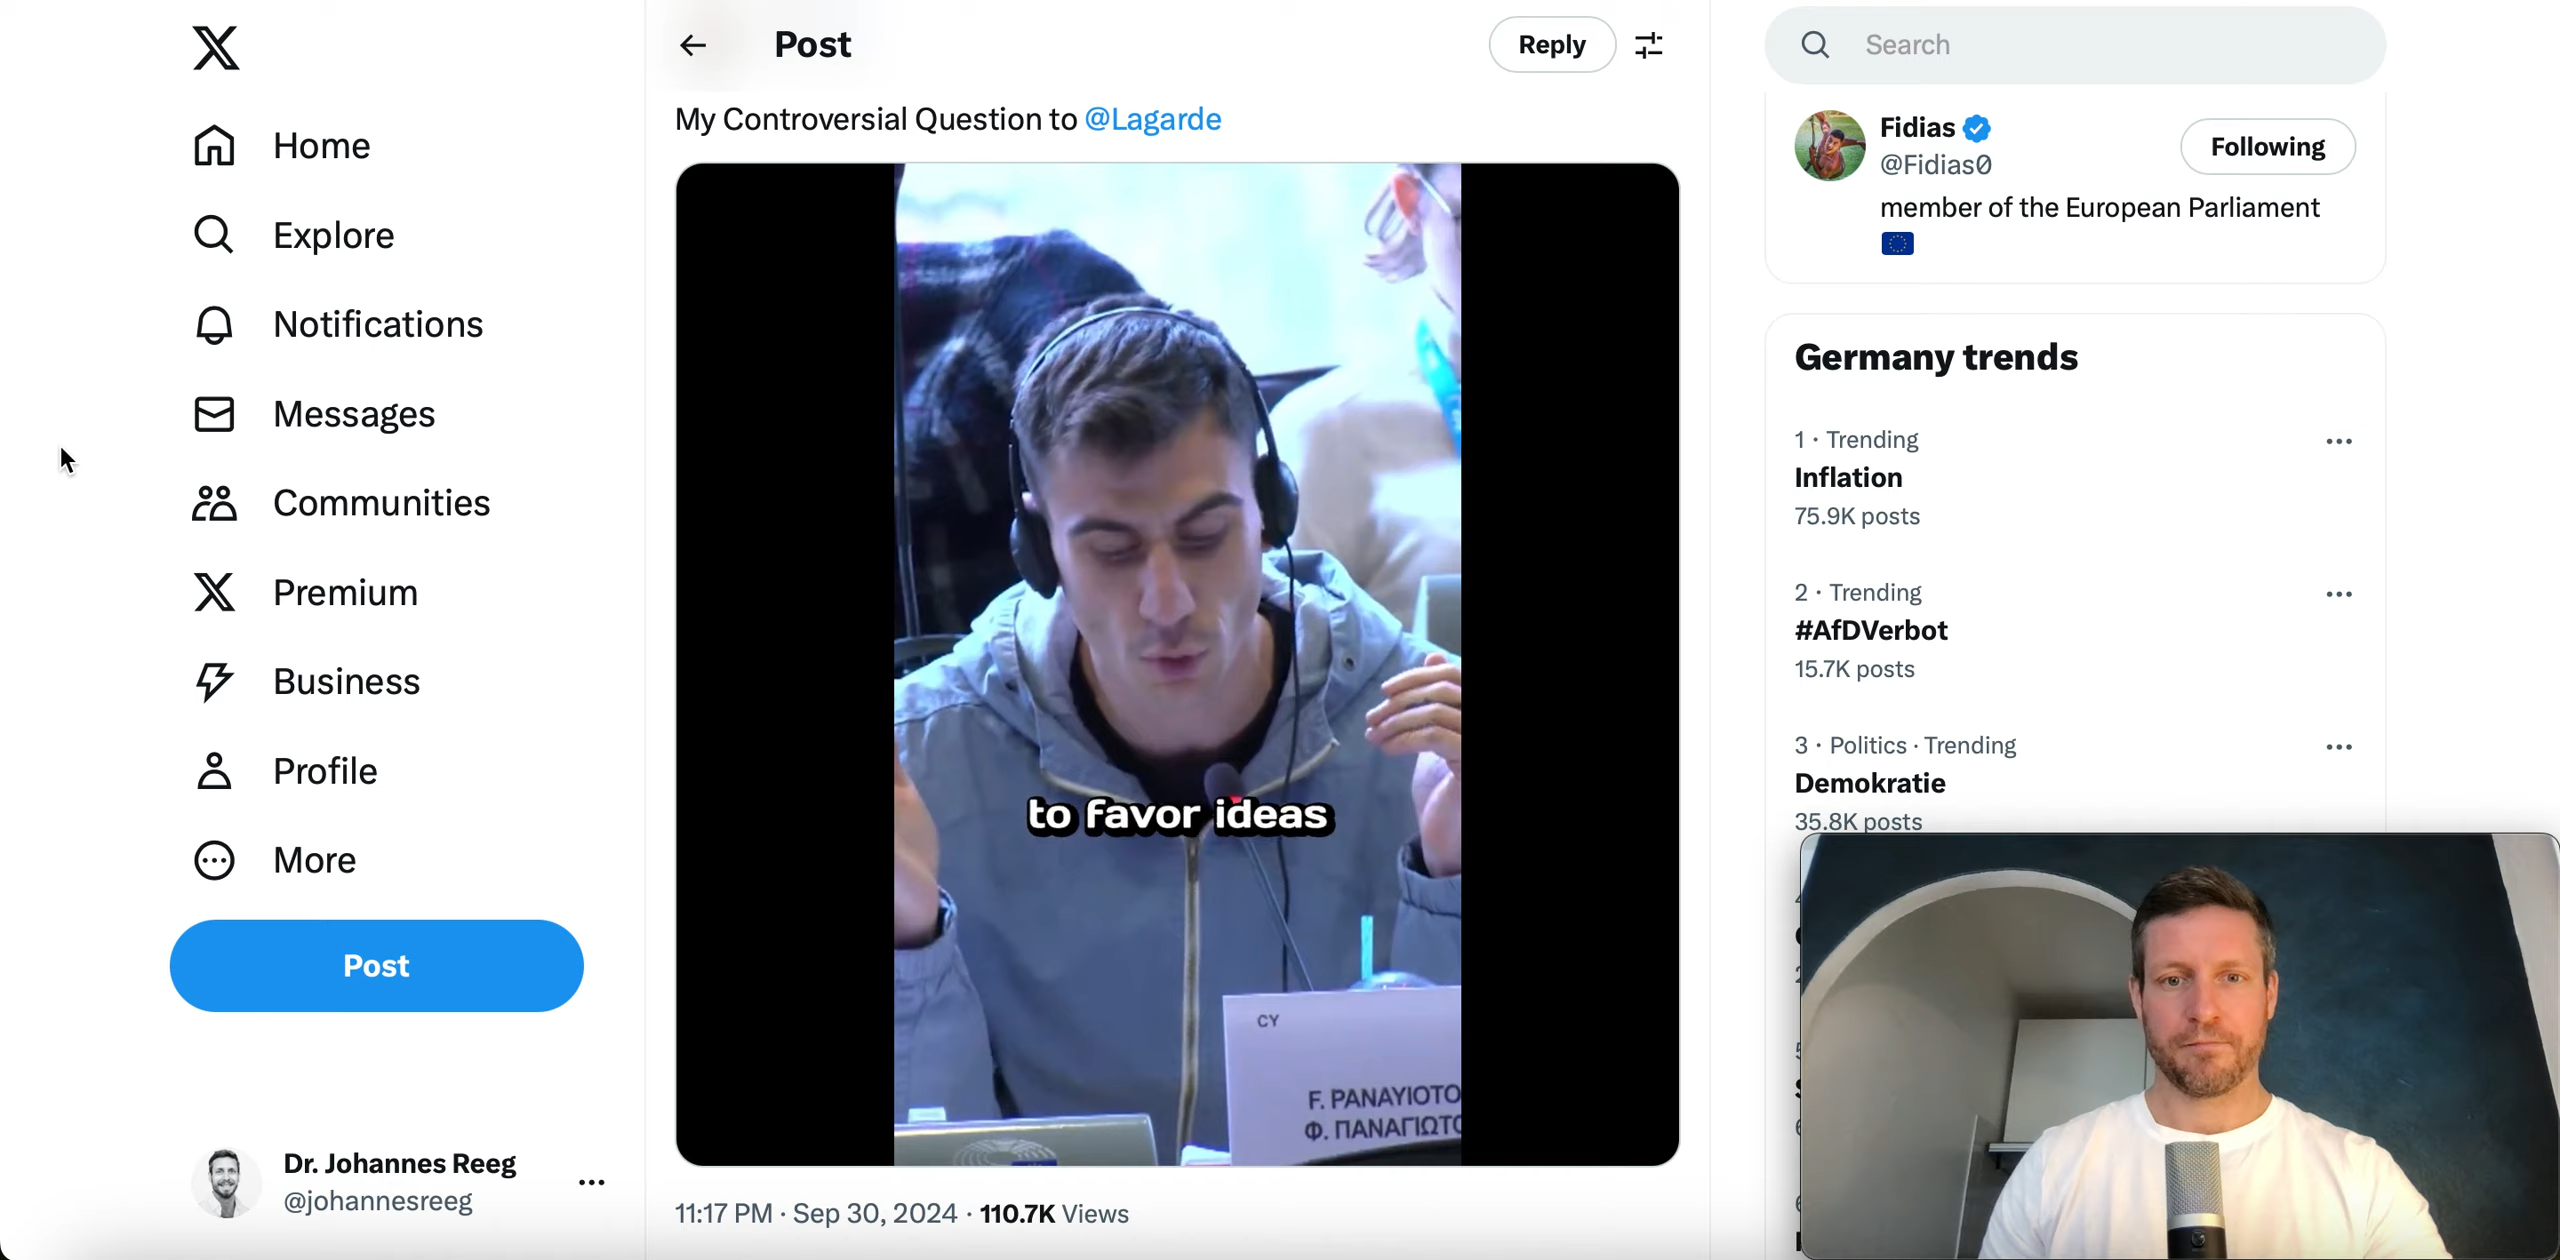 Home
Explore
Notifications
Messages
Communities
Premium
Business
Profile
More
Post
Dr. Johannes Reeg
@johannesreeg
Post
Reply
My Controversial Question to @Lagarde
to favor ideas
CY
F. PANAYIOTO
Φ. ΠΑΝΑΓΙΩΤΟ
11:17 PM · Sep 30, 2024 · 110.7K Views
Search
Fidias
@Fidias0
Following
member of the European Parliament
Germany trends
1 · Trending
Inflation
75.9K posts
2 · Trending
#AfDVerbot
15.7K posts
3 · Politics · Trending
Demokratie
35.8K posts